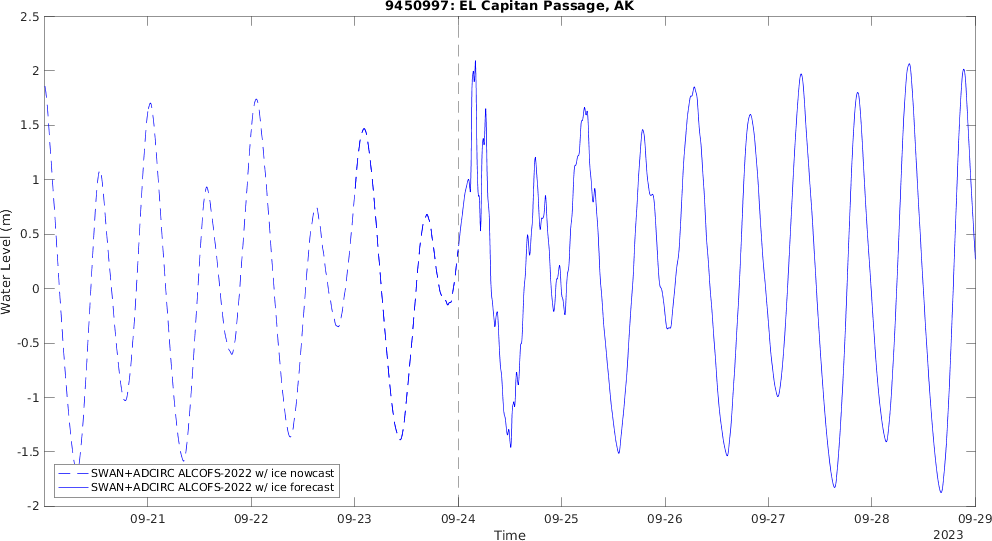 9450997: EL Capitan Passage, AK
Water Level (m)
2.5
2
1.5
1
0.5
0
-0.5
-1
-1.5
-2
SWAN+ADCIRC ALCOFS-2022 w/ ice nowcast
SWAN+ADCIRC ALCOFS-2022 w/ ice forecast
09-21 09-22 09-23 09-24 09-25 09-26 09-27 09-28 09-29
Time
2023